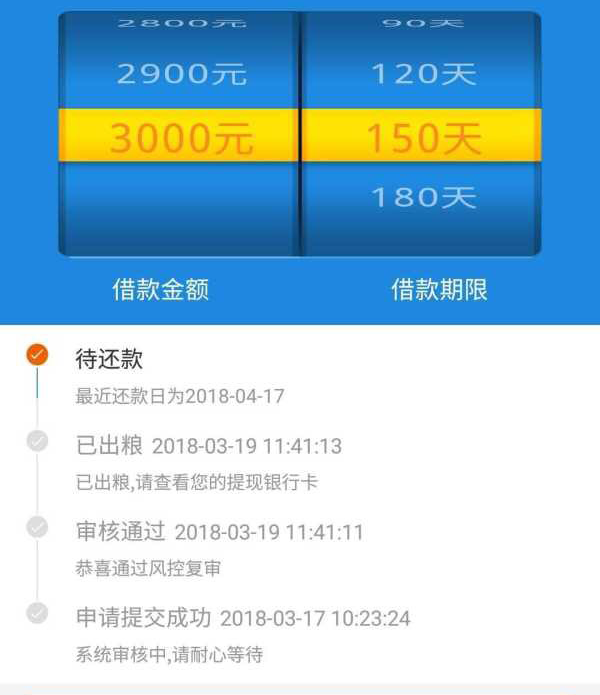 2800元 90天
2900元 120天
3000元 150天
180天
借款金额 借款期限
待还款
最近还款日为2018-04-17
已出粮 2018-03-19 11:41:13
已出粮,请查看您的提现银行卡
审核通过 2018-03-19 11:41:11
恭喜通过风控复审
申请提交成功 2018-03-17 10:23:24
系统审核中,请耐心等待